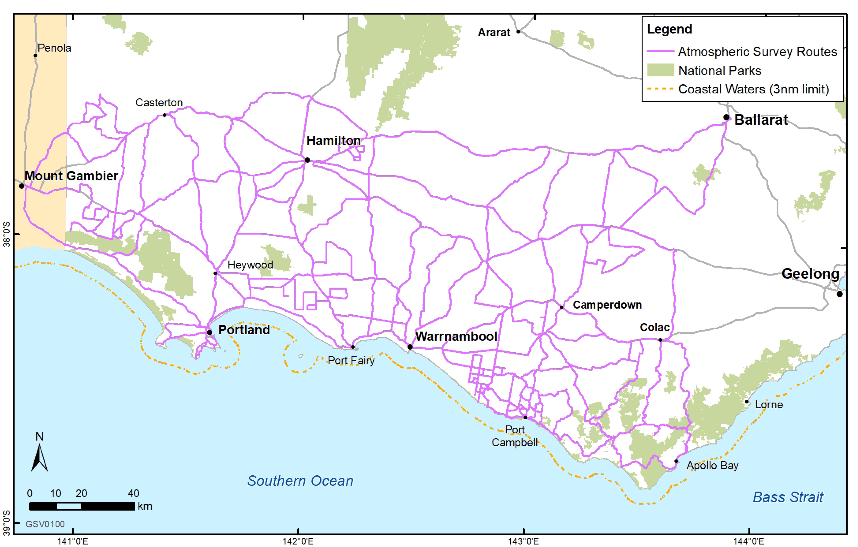 Legend
Atmospheric Survey Routes
National Parks
Coastal Waters (3nm limit)
Penola
Ararat
Casterton
Ballarat
Hamilton
Mount Gambier
38°0'S
Heywood
Geelong
Camperdown
Portland
Colac
Warrnambool
Port Fairy
Lorne
Port
Campbell
Apollo Bay
N
Southern Ocean
Bass Strait
0 10 20 40
km
GSV0100
39°0'S
141°0'E 142°0'E 143°0'E 144°0'E